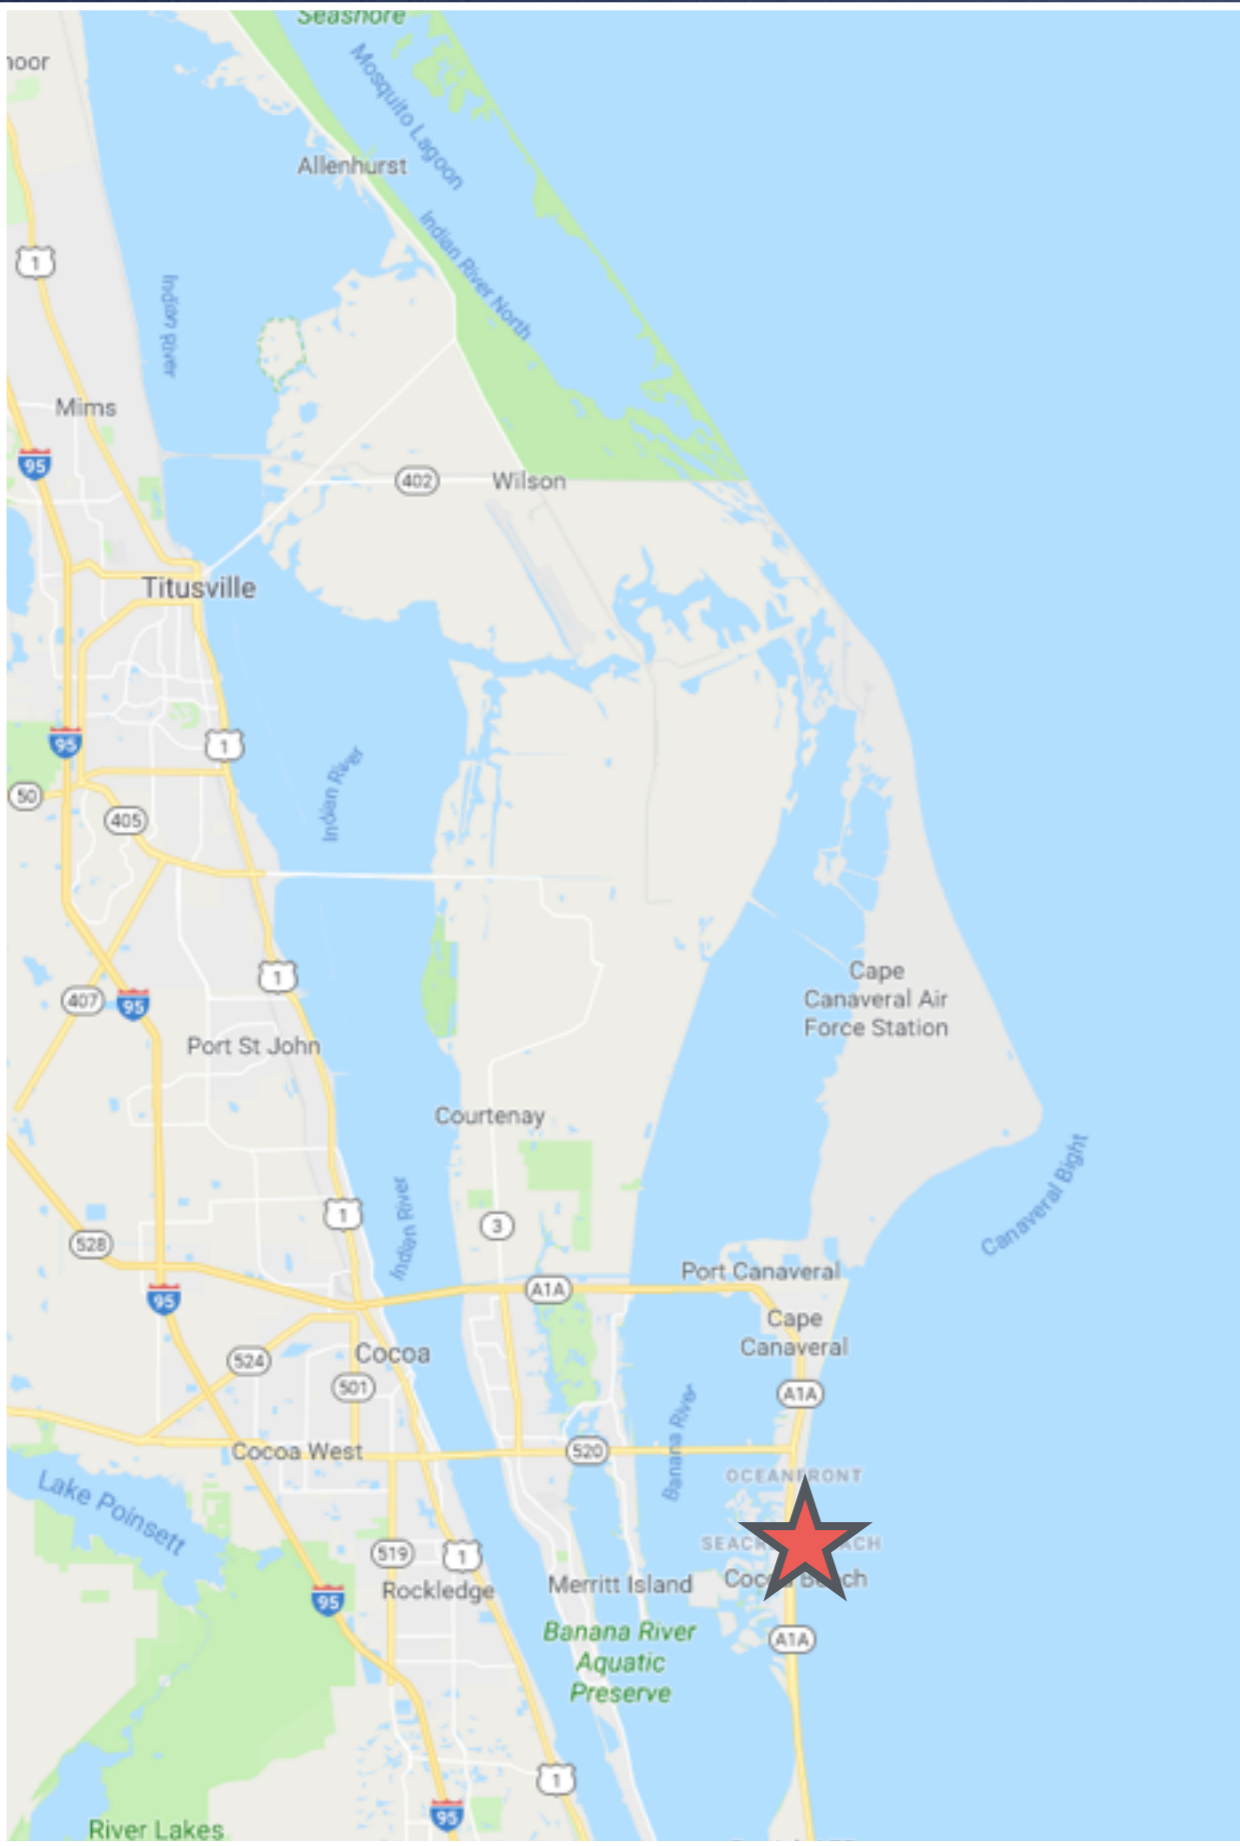 Seashore
Mosquito Lagoon
Allenhurst
Indian River North
1
Indian River
Mims
95
402
Wilson
Titusville
95
1
Indian River
50
405
Cape
Canaveral Air
Force Station
1
407
95
Port St John
Courtenay
Canaveral Bight
Indian River
1
3
528
Port Canaveral
A1A
95
Cape
Canaveral
524
Cocoa
501
A1A
Banana River
Cocoa West
520
OCEANFRONT
Lake Poinsett
519
1
Rockledge
Merritt Island
Beach
95
Banana River
Aquatic
Preserve
A1A
1
95
River Lakes